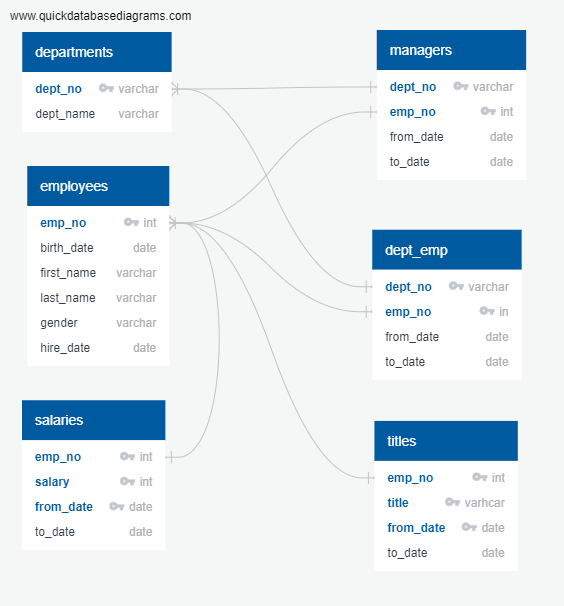 www.quickdatabasediagrams.com
departments
dept_no varchar
dept_name varchar
employees
emp_no int
birth_date date
first_name varchar
last_name varchar
gender varchar
hire_date date
salaries
emp_no int
salary int
from_date date
to_date date
managers
dept_no varchar
emp_no int
from_date date
to_date date
dept_emp
dept_no varchar
emp_no in
from_date date
to_date date
titles
emp_no int
title varhcar
from_date date
to_date date